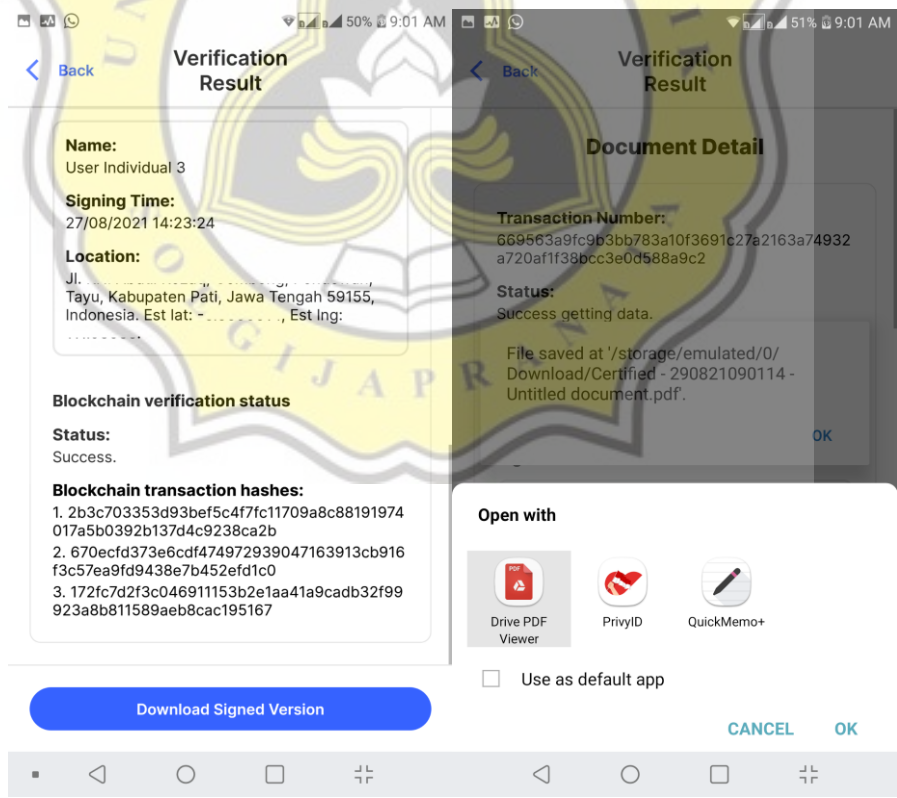 50% 9:01 AM
Back
Verification
Result
Name:
User Individual 3
Signing Time:
27/08/2021 14:23:24
Location:
Jl.
Tayu, Kabupaten Pati, Jawa Tengah 59155,
Indonesia. Est lat: -, Est lng:
Blockchain verification status
Status:
Success.
Blockchain transaction hashes:
1. 2b3c703353d93bef5c4f7fc11709a8c88191974
017a5b0392b137d4c9238ca2b
2. 670ecfd373e6cdf474972939047163913cb916
f3c57ea9fd9438e7b452efd1c0
3. 172fc7d2f3c046911153b2e1aa41a9cadb32f99
923a8b811589aeb8cac195167
Download Signed Version
51% 9:01 AM
Back
Verification
Result
Document Detail
Transaction Number:
669563a9fc9b3bb783a10f3691c27a2163a74932
a720af1f38bcc3e0d588a9c2
Status:
Success getting data.
File saved at '/storage/emulated/0/
Download/Certified - 290821090114 -
Untitled document.pdf'.
OK
Open with
PDF
Drive PDF
Viewer
PrivyID
QuickMemo+
Use as default app
CANCEL
OK
SOEGIJAPRANATA